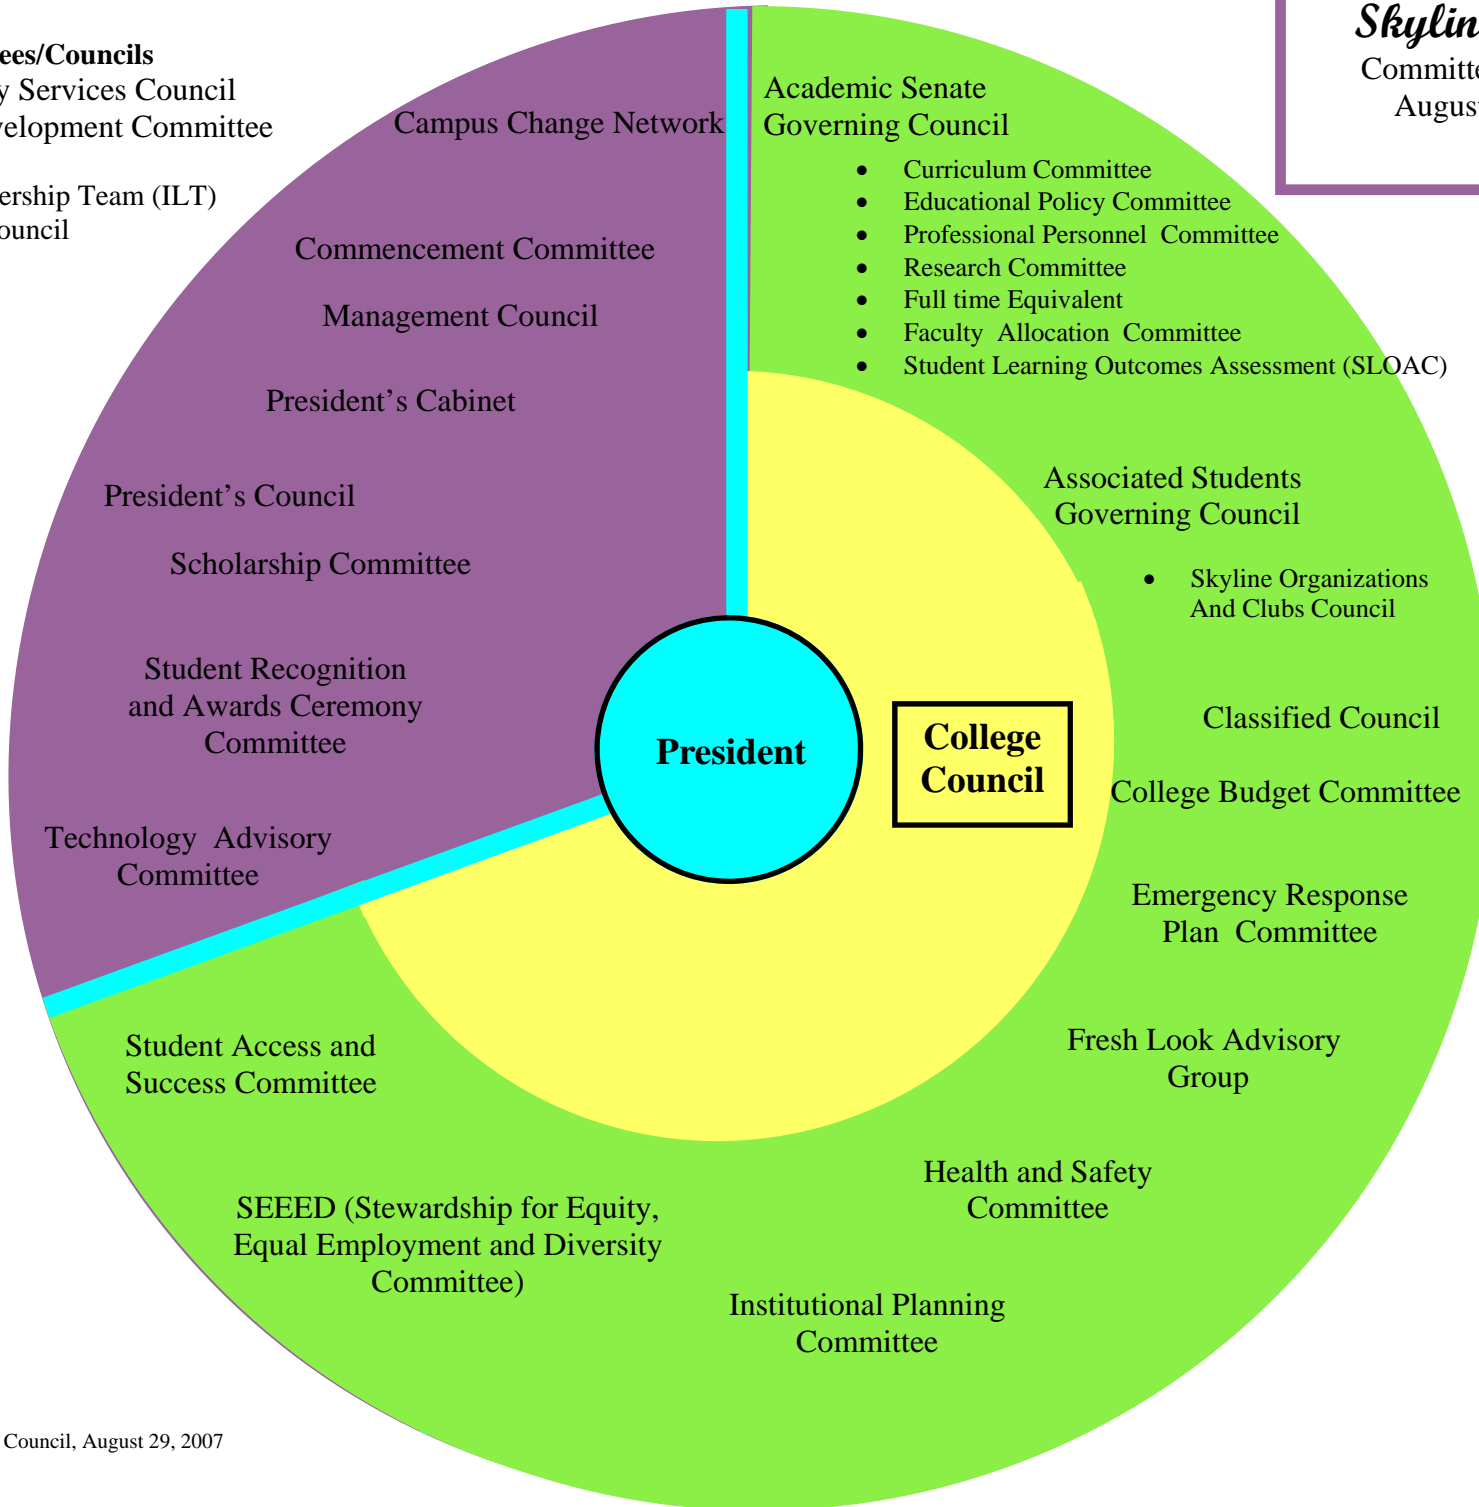 ees/Councils
y Services Council
velopment Committee
ership Team (ILT)
ouncil
Skylin
Committe
August
Campus Change Network
Commencement Committee
Management Council
President’s Cabinet
President’s Council
Scholarship Committee
Student Recognition
and Awards Ceremony
Committee
Technology Advisory
Committee
Academic Senate
Governing Council
• Curriculum Committee
• Educational Policy Committee
• Professional Personnel Committee
• Research Committee
• Full time Equivalent
• Faculty Allocation Committee
• Student Learning Outcomes Assessment (SLOAC)
Associated Students
Governing Council
• Skyline Organizations
And Clubs Council
Classified Council
College Budget Committee
Emergency Response
Plan Committee
Fresh Look Advisory
Group
Health and Safety
Committee
Institutional Planning
Committee
SEEED (Stewardship for Equity,
Equal Employment and Diversity
Committee)
Student Access and
Success Committee
President
College
Council
Council, August 29, 2007